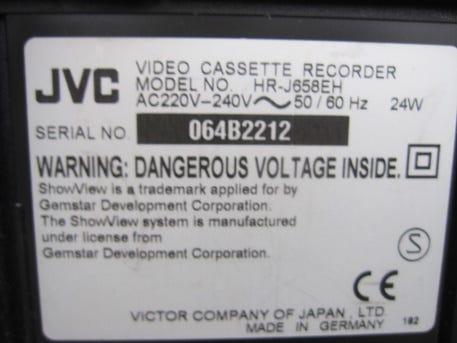 JVC
VIDEO CASSETTE RECORDER
MODEL NO. HR-J658EH
AC220V-240V~50/60 Hz 24W
SERIAL NO. 064B2212
WARNING: DANGEROUS VOLTAGE INSIDE.
ShowView is a trademark applied for by
Gemstar Development Corporation.
The ShowView system is manufactured
under license from
Gemstar Development Corporation.
S
CE
VICTOR COMPANY OF JAPAN, LTD.
MADE IN GERMANY 192